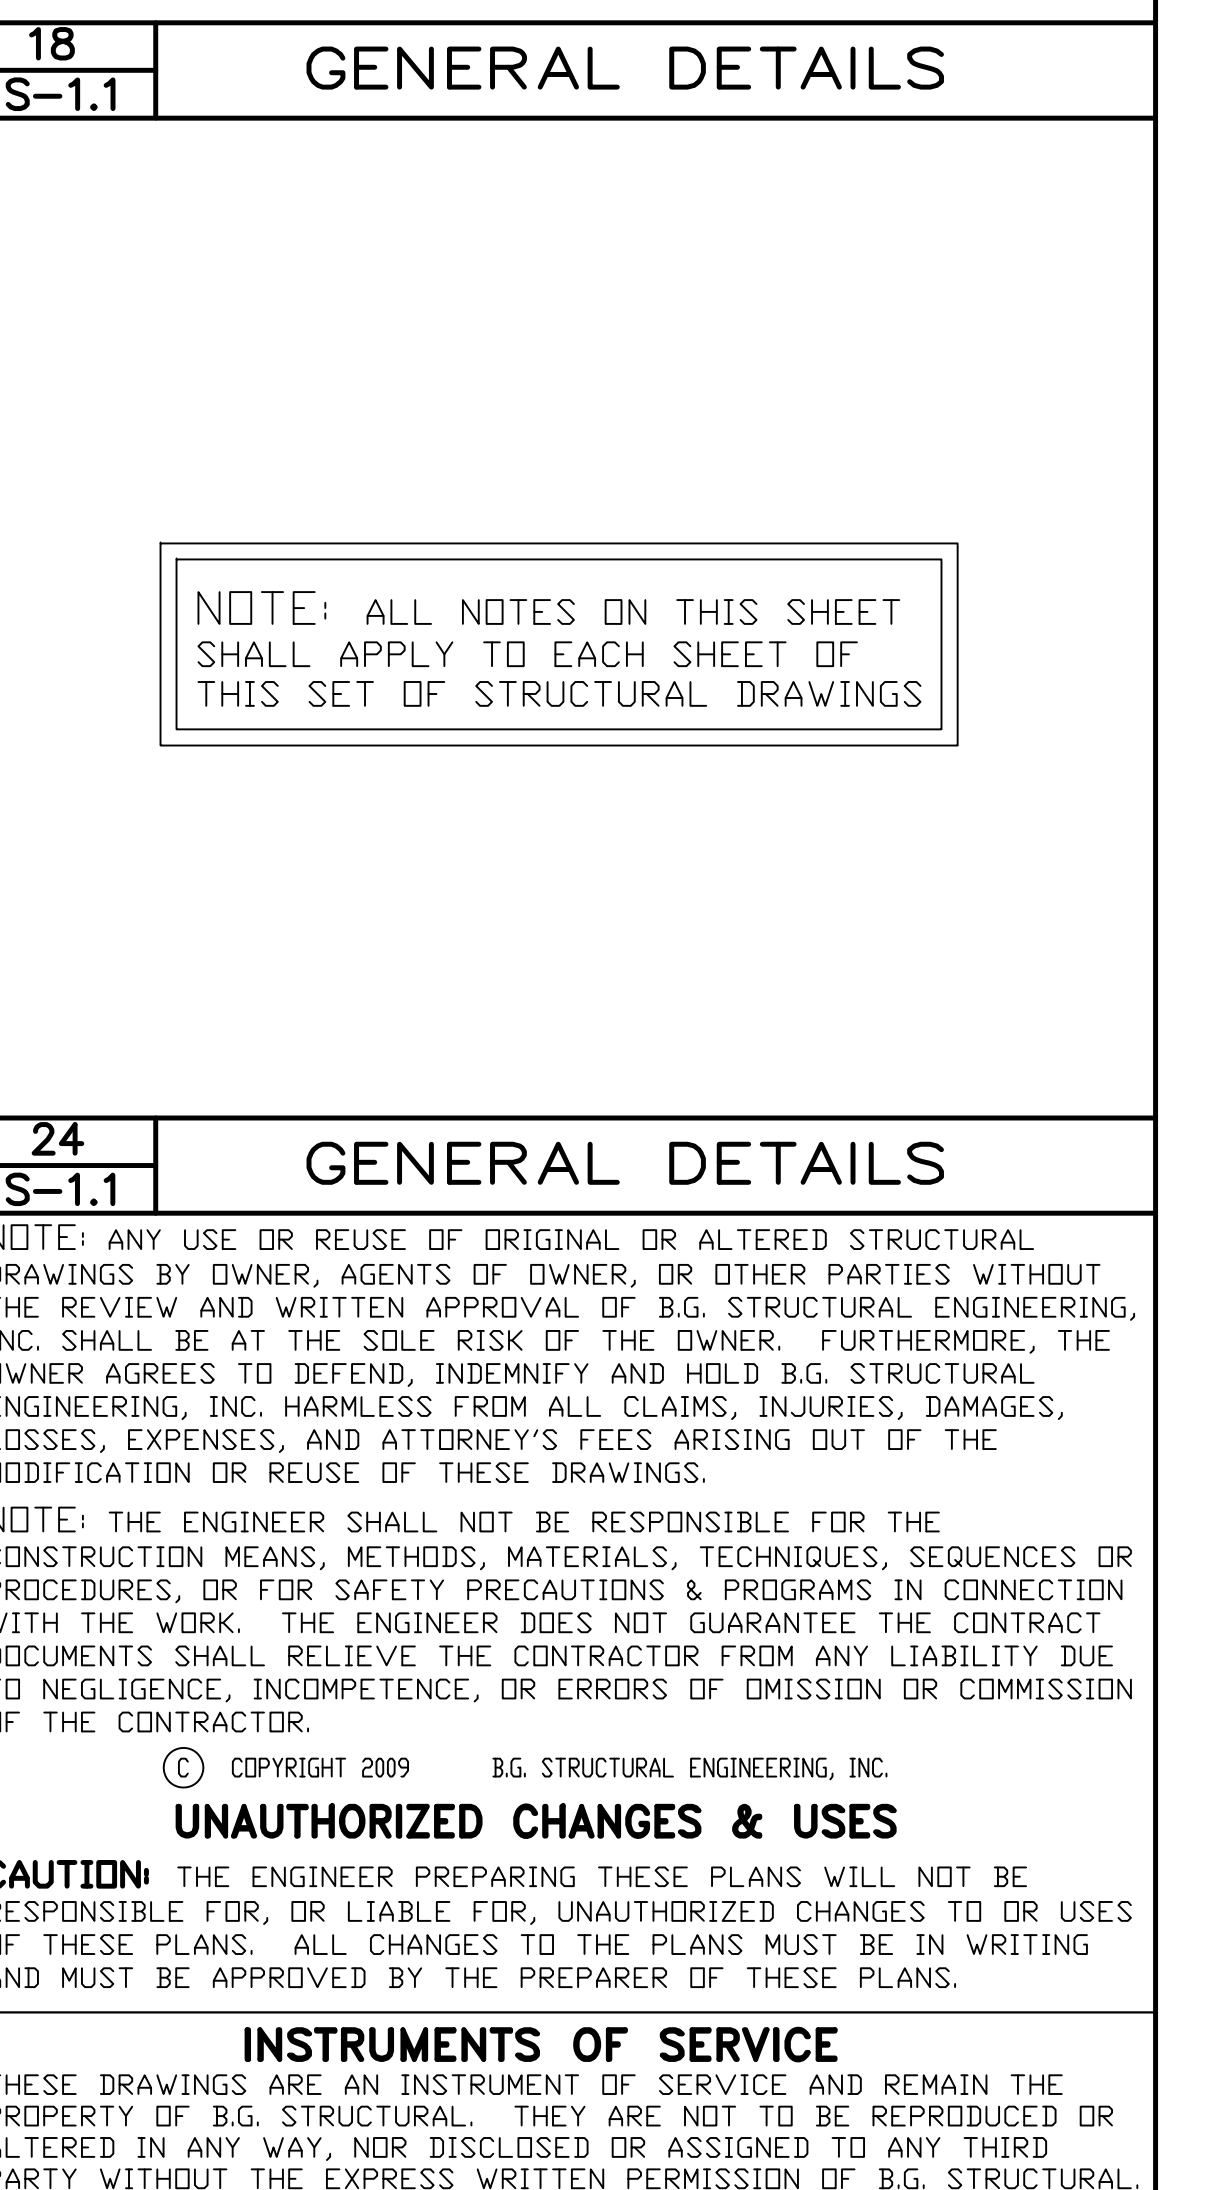 18
S-1.1
GENERAL DETAILS
NOTE: ALL NOTES ON THIS SHEET
SHALL APPLY TO EACH SHEET OF
THIS SET OF STRUCTURAL DRAWINGS
24
S-1.1
GENERAL DETAILS
NOTE: ANY USE OR REUSE OF ORIGINAL OR ALTERED STRUCTURAL
DRAWINGS BY OWNER, AGENTS OF OWNER, OR OTHER PARTIES WITHOUT
THE REVIEW AND WRITTEN APPROVAL OF B.G. STRUCTURAL ENGINEERING,
INC. SHALL BE AT THE SOLE RISK OF THE OWNER. FURTHERMORE, THE
OWNER AGREES TO DEFEND, INDEMNIFY AND HOLD B.G. STRUCTURAL
ENGINEERING, INC. HARMLESS FROM ALL CLAIMS, INJURIES, DAMAGES,
LOSSES, EXPENSES, AND ATTORNEY'S FEES ARISING OUT OF THE
MODIFICATION OR REUSE OF THESE DRAWINGS.
NOTE: THE ENGINEER SHALL NOT BE RESPONSIBLE FOR THE
CONSTRUCTION MEANS, METHODS, MATERIALS, TECHNIQUES, SEQUENCES OR
PROCEDURES, OR FOR SAFETY PRECAUTIONS & PROGRAMS IN CONNECTION
WITH THE WORK. THE ENGINEER DOES NOT GUARANTEE THE CONTRACT
DOCUMENTS SHALL RELIEVE THE CONTRACTOR FROM ANY LIABILITY DUE
TO NEGLIGENCE, INCOMPETENCE, OR ERRORS OF OMISSION OR COMMISSION
OF THE CONTRACTOR.
© COPYRIGHT 2009 B.G. STRUCTURAL ENGINEERING, INC.
UNAUTHORIZED CHANGES & USES
CAUTION: THE ENGINEER PREPARING THESE PLANS WILL NOT BE
RESPONSIBLE FOR, OR LIABLE FOR, UNAUTHORIZED CHANGES TO OR USES
OF THESE PLANS. ALL CHANGES TO THE PLANS MUST BE IN WRITING
AND MUST BE APPROVED BY THE PREPARER OF THESE PLANS.
INSTRUMENTS OF SERVICE
THESE DRAWINGS ARE AN INSTRUMENT OF SERVICE AND REMAIN THE
PROPERTY OF B.G. STRUCTURAL. THEY ARE NOT TO BE REPRODUCED OR
ALTERED IN ANY WAY, NOR DISCLOSED OR ASSIGNED TO ANY THIRD
PARTY WITHOUT THE EXPRESS WRITTEN PERMISSION OF B.G. STRUCTURAL.